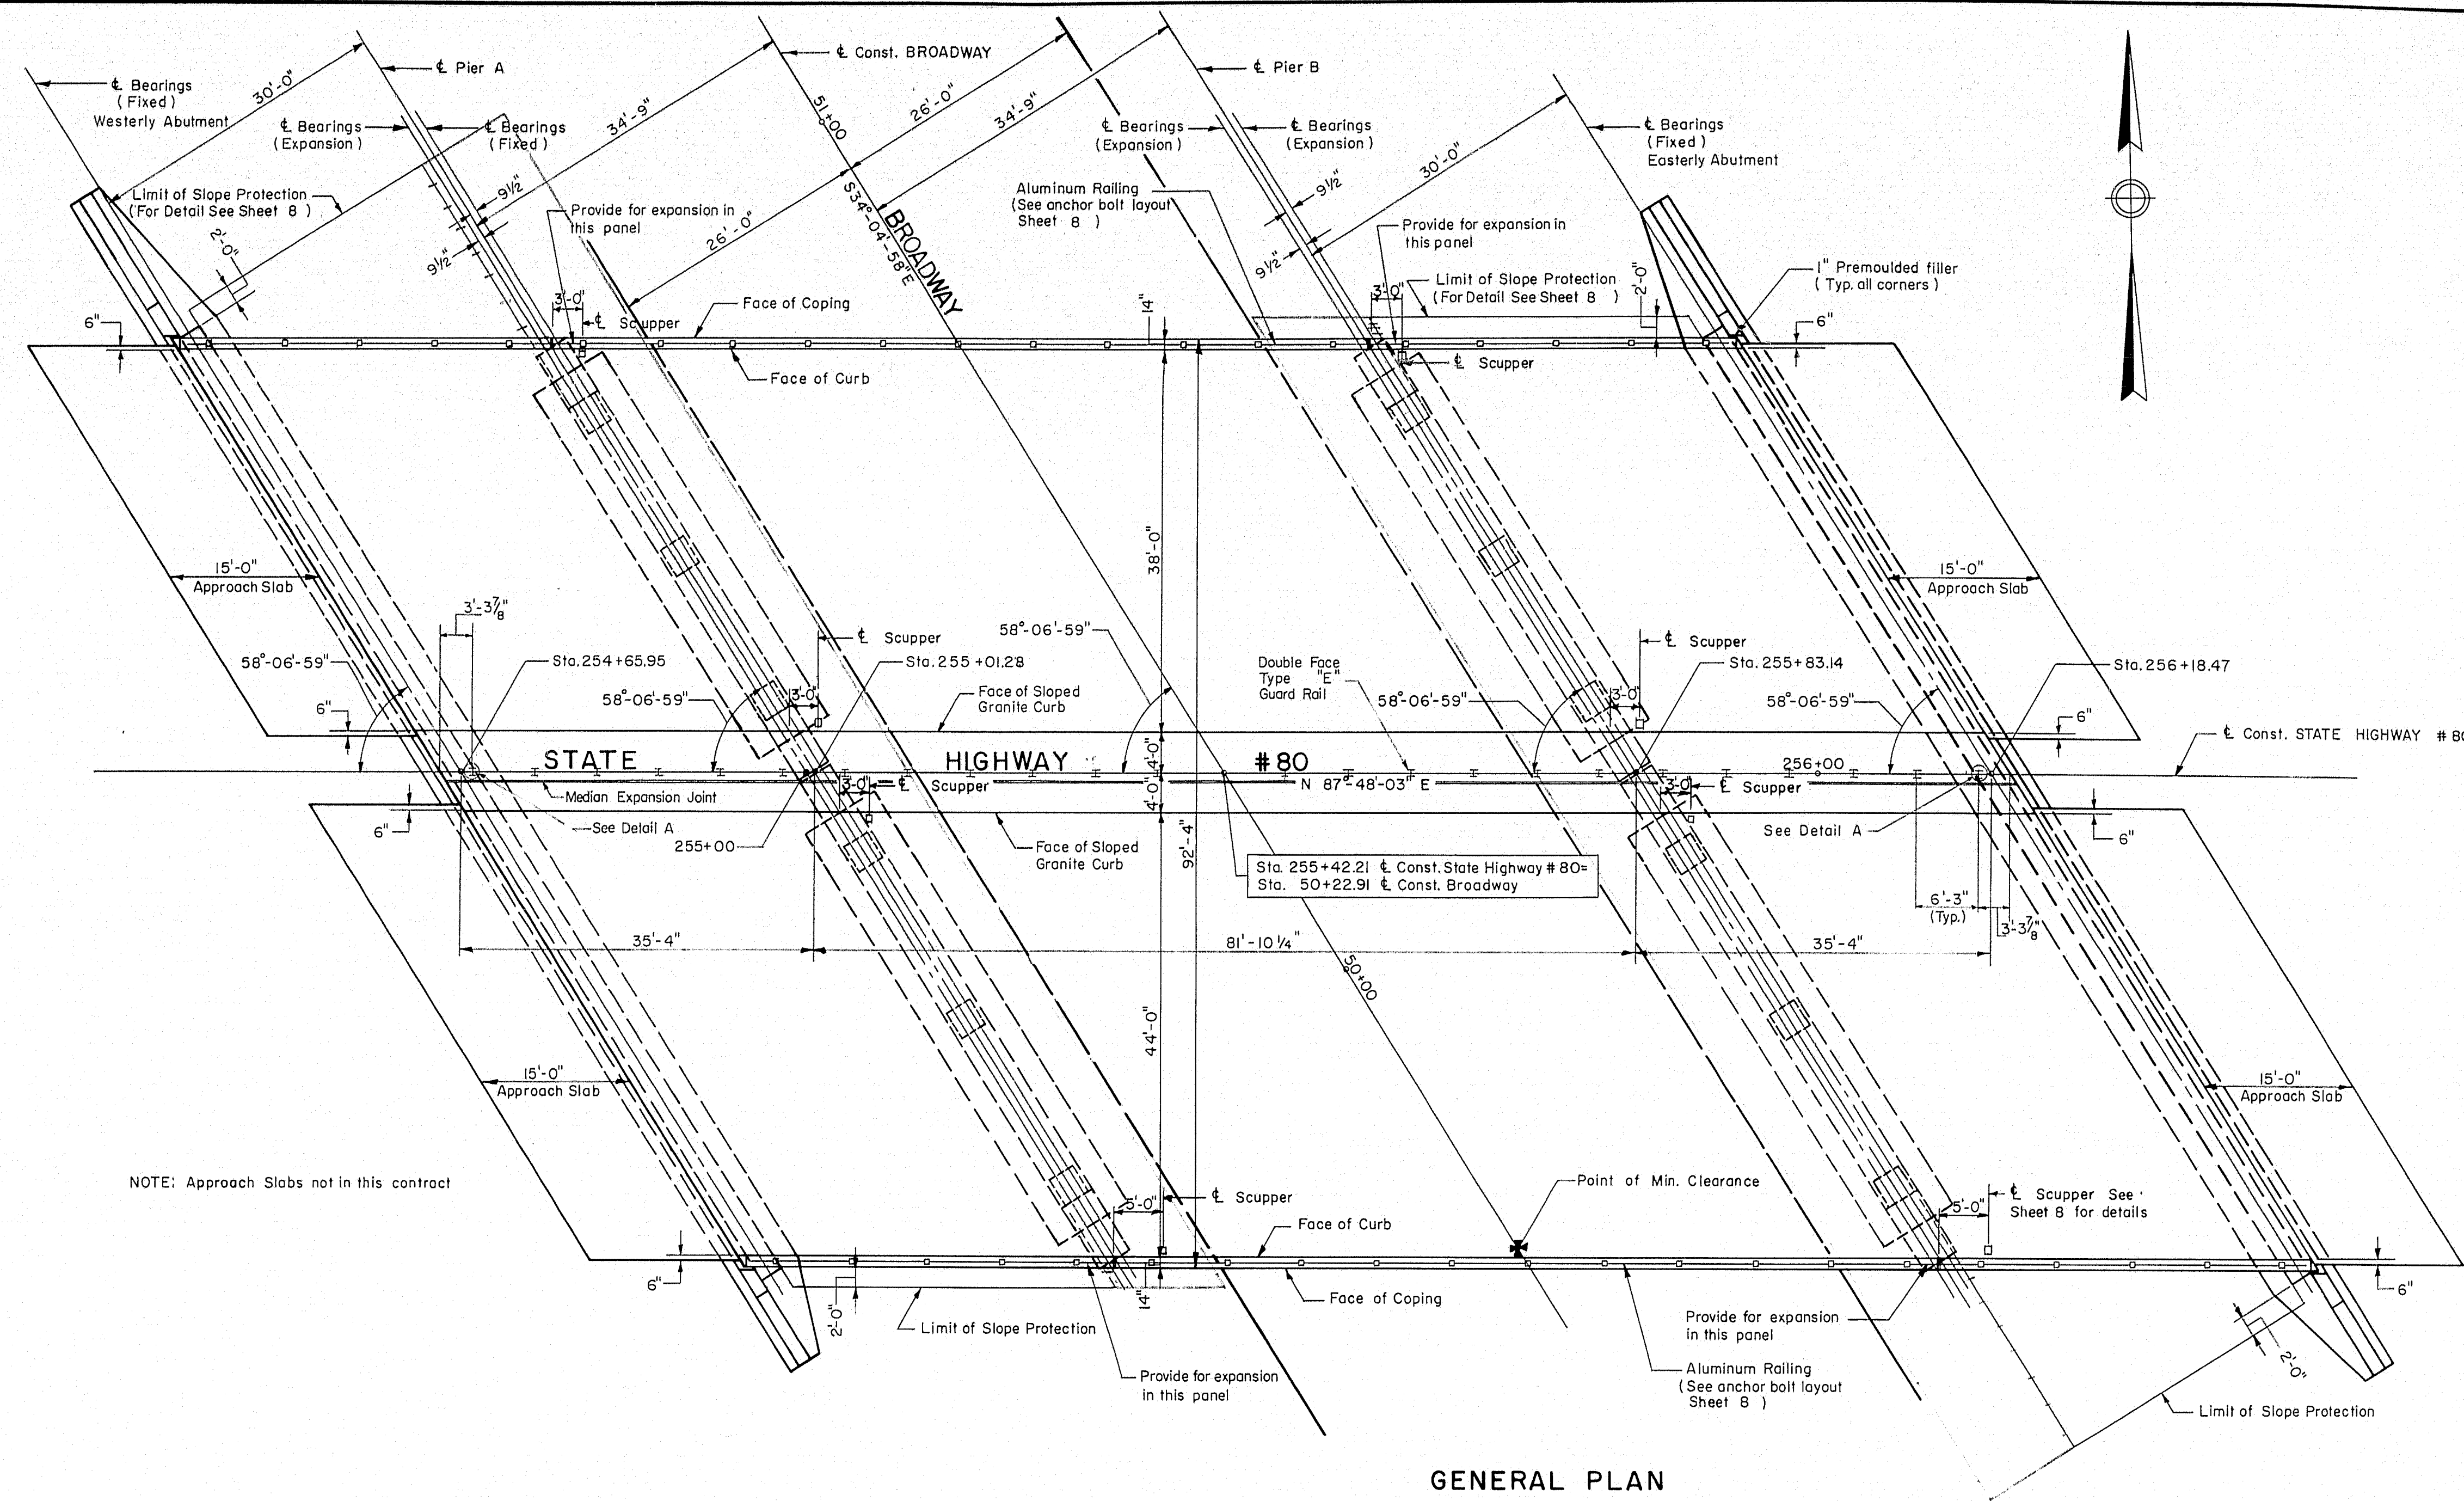 ℄ Const. BROADWAY
℄ Pier A
℄ Pier B
℄ Bearings
(Fixed)
Westerly Abutment
30'-0"
℄ Bearings
(Expansion)
℄ Bearings
(Fixed)
34'-9"
51+00
26'-0"
34'-9"
℄ Bearings
(Expansion)
℄ Bearings
(Expansion)
30'-0"
℄ Bearings
(Fixed)
Easterly Abutment
Limit of Slope Protection
(For Detail See Sheet 8 )
2'-0"
9½"
9½"
Provide for expansion in
this panel
26'-0"
S34°-04'-58"E
BROADWAY
Aluminum Railing
(See anchor bolt layout
Sheet 8 )
9½"
9½"
Provide for expansion in
this panel
Limit of Slope Protection
(For Detail See Sheet 8 )
2'-0"
1" Premoulded filler
(Typ. all corners)
6"
3'-0"
℄ Scupper
Face of Coping
Face of Curb
14"
3'-0"
℄ Scupper
6"
38'-0"
15'-0"
Approach Slab
15'-0"
Approach Slab
3'-3⅞"
58°-06'-59"
Sta. 254+65.95
58°-06'-59"
3'-0"
℄ Scupper
Sta. 255+01.28
58°-06'-59"
Face of Sloped
Granite Curb
Double Face
Type "E"
Guard Rail
58°-06'-59"
3'-0"
℄ Scupper
Sta. 255+83.14
58°-06'-59"
Sta. 256+18.47
6"
6"
℄ Const. STATE HIGHWAY #80
STATE HIGHWAY #80
4'-0"
4'-0"
N 87°-48'-03" E
256+00
Median Expansion Joint
3'-0"
℄ Scupper
3'-0"
℄ Scupper
6"
See Detail A
255+00
Face of Sloped
Granite Curb
92'-4"
Sta. 255+42.21 ℄ Const. State Highway #80=
Sta. 50+22.91 ℄ Const. Broadway
See Detail A
6"
6'-3"
(Typ.)
3'-3⅞"
35'-4"
81'-10¼"
35'-4"
50+00
44'-0"
15'-0"
Approach Slab
15'-0"
Approach Slab
NOTE: Approach Slabs not in this contract
5'-0"
℄ Scupper
Point of Min. Clearance
5'-0"
℄ Scupper See
Sheet 8 for details
Face of Curb
6"
2'-0"
14"
Face of Coping
6"
Limit of Slope Protection
Provide for expansion
in this panel
Provide for expansion
in this panel
Aluminum Railing
(See anchor bolt layout
Sheet 8 )
2'-0"
Limit of Slope Protection
GENERAL PLAN